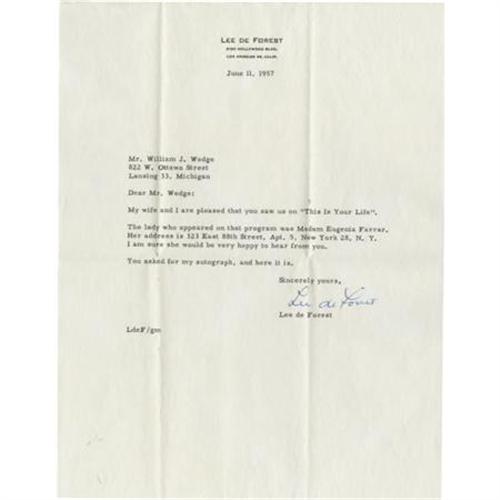 LEE DE FOREST
8190 HOLLYWOOD BLVD.
LOS ANGELES 46, CALIF.
June 11, 1957
Mr. William J. Wedge
822 W. Ottawa Street
Lansing 33, Michigan
Dear Mr. Wedge:
My wife and I are pleased that you saw us on "This Is Your Life".
The lady who appeared on that program was Madam Eugenia Farrar.
Her address is 323 East 88th Street, Apt. 5, New York 28, N. Y.
I am sure she would be very happy to hear from you.
You asked for my autograph, and here it is.
Sincerely yours,
Lee de Forest
Lee de Forest
LdeF/gm